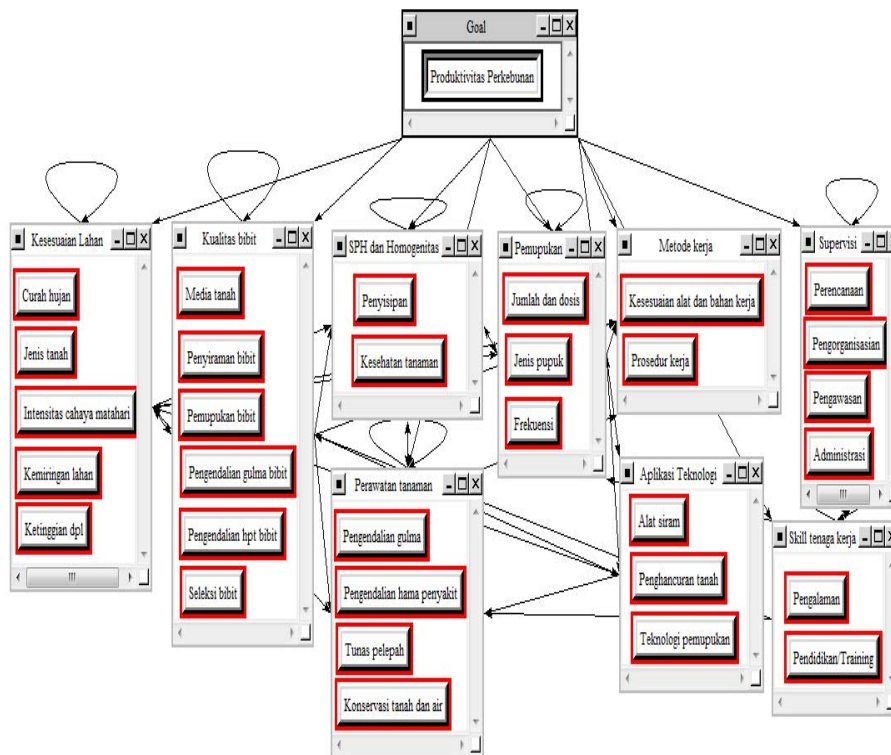 Goal
Produktivitas Perkebunan
Kesesuaian Lahan
Curah hujan
Jenis tanah
Intensitas cahaya matahari
Kemiringan lahan
Ketinggian dpl
Kualitas bibit
Media tanah
Penyiraman bibit
Pemupukan bibit
Pengendalian gulma bibit
Pengendalian hpt bibit
Seleksi bibit
SPH dan Homogenitas
Penyisipan
Kesehatan tanaman
Pemupukan
Jumlah dan dosis
Jenis pupuk
Frekuensi
Metode kerja
Kesesuaian alat dan bahan kerja
Prosedur kerja
Supervisi
Perencanaan
Pengorganisasian
Pengawasan
Administrasi
Perawatan tanaman
Pengendalian gulma
Pengendalian hama penyakit
Tunas pelepah
Konservasi tanah dan air
Aplikasi Teknologi
Alat siram
Penghancuran tanah
Teknologi pemupukan
Skill tenaga kerja
Pengalaman
Pendidikan/Training